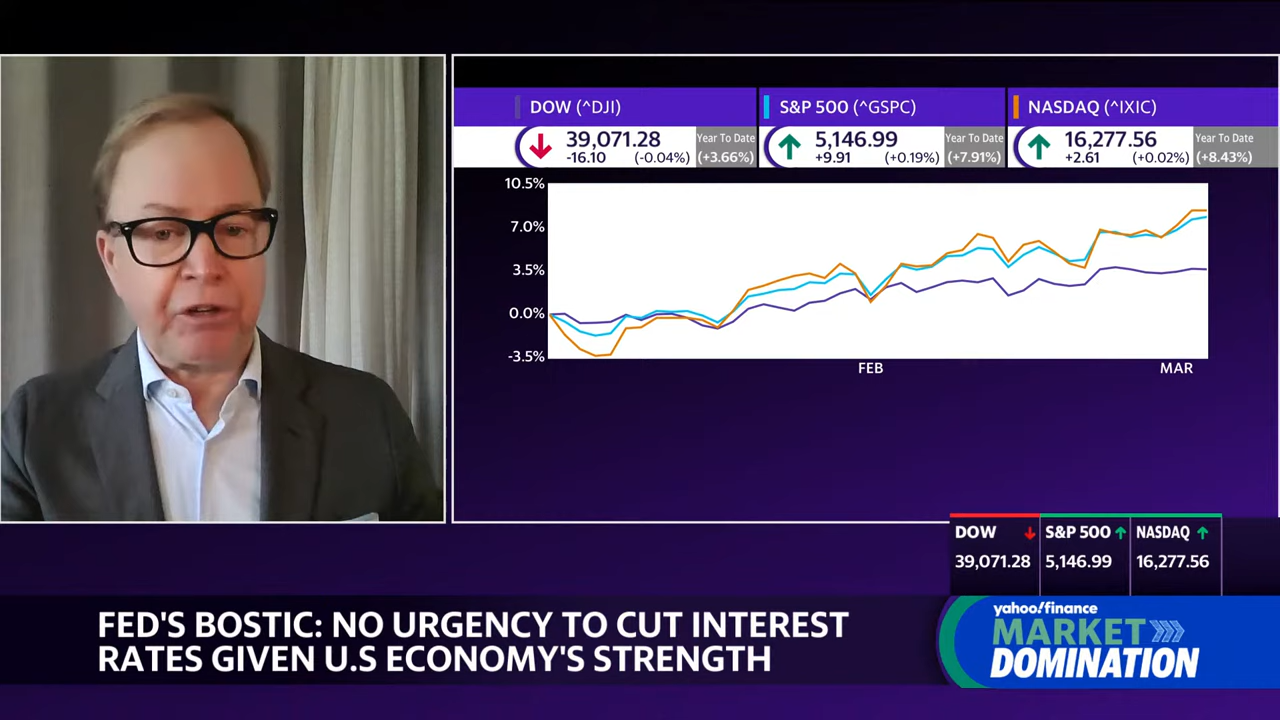 DOW (^DJI)
39,071.28
-16.10 (-0.04%)
Year To Date
(+3.66%)
S&P 500 (^GSPC)
5,146.99
+9.91 (+0.19%)
Year To Date
(+7.91%)
NASDAQ (^IXIC)
16,277.56
+2.61 (+0.02%)
Year To Date
(+8.43%)
10.5%
7.0%
3.5%
0.0%
-3.5%
FEB MAR
DOW S&P 500 NASDAQ
39,071.28 5,146.99 16,277.56
FED'S BOSTIC: NO URGENCY TO CUT INTEREST
RATES GIVEN U.S ECONOMY'S STRENGTH
yahoo!finance
MARKET
DOMINATION